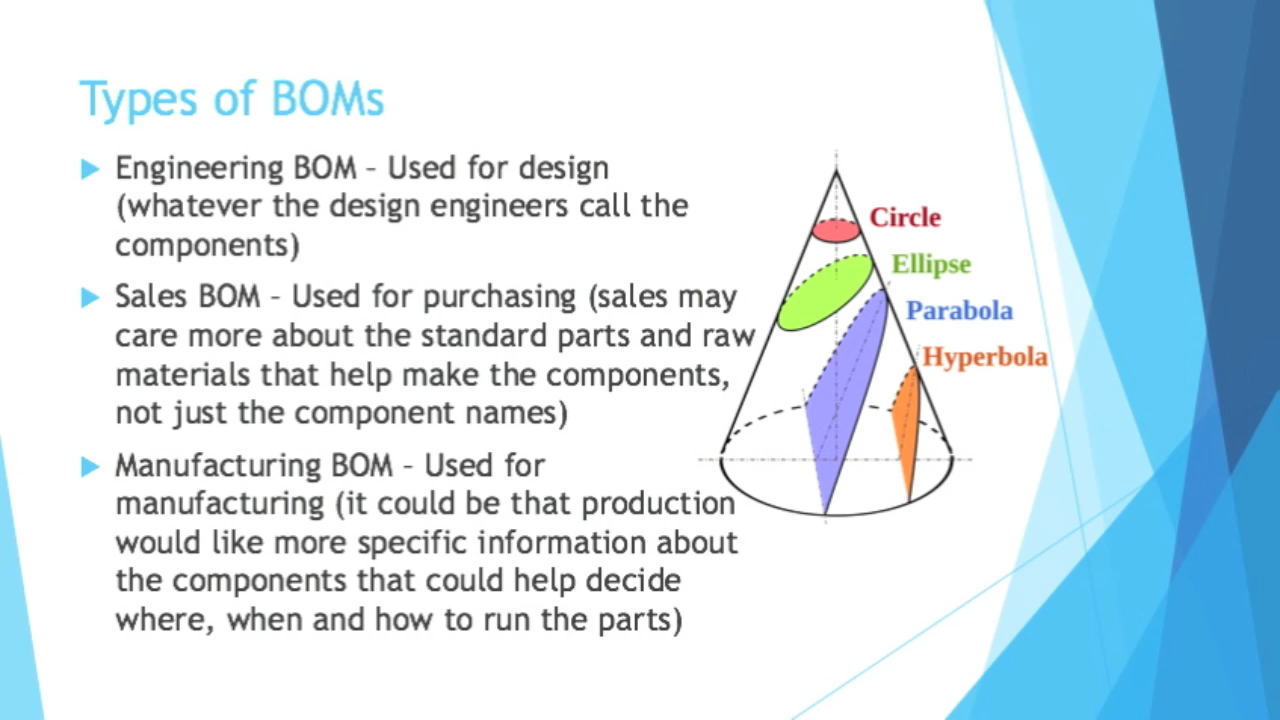 Types of BOMs
Engineering BOM – Used for design
(whatever the design engineers call the
components)
Sales BOM – Used for purchasing (sales may
care more about the standard parts and raw
materials that help make the components,
not just the component names)
Manufacturing BOM – Used for
manufacturing (it could be that production
would like more specific information about
the components that could help decide
where, when and how to run the parts)
Circle
Ellipse
Parabola
Hyperbola